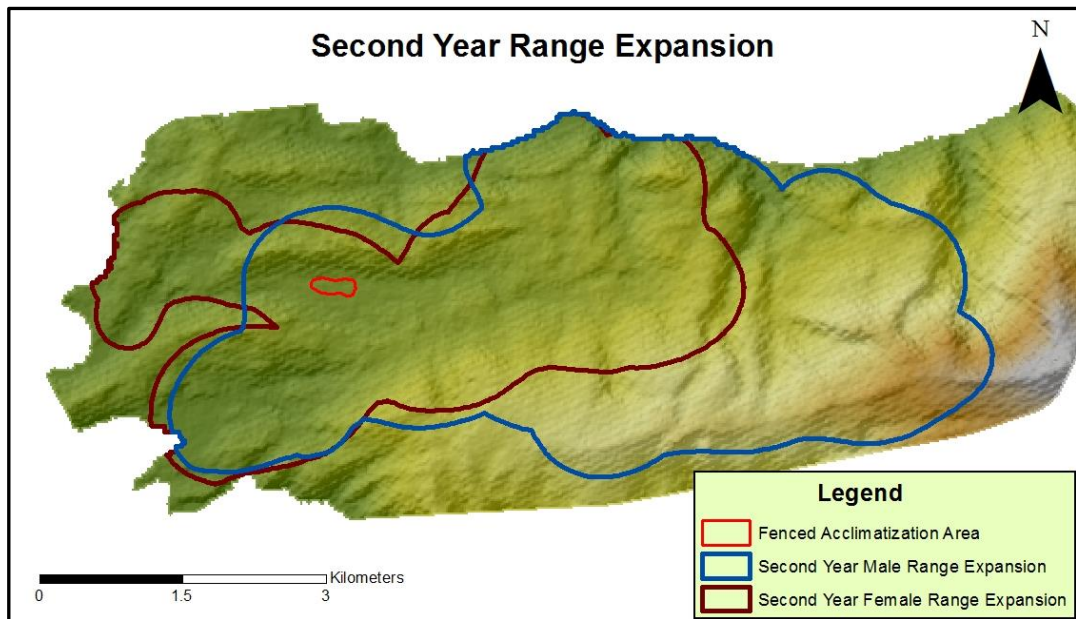 Second Year Range Expansion
N
Legend
Fenced Acclimatization Area
Second Year Male Range Expansion
Second Year Female Range Expansion
Kilometers
0 1.5 3